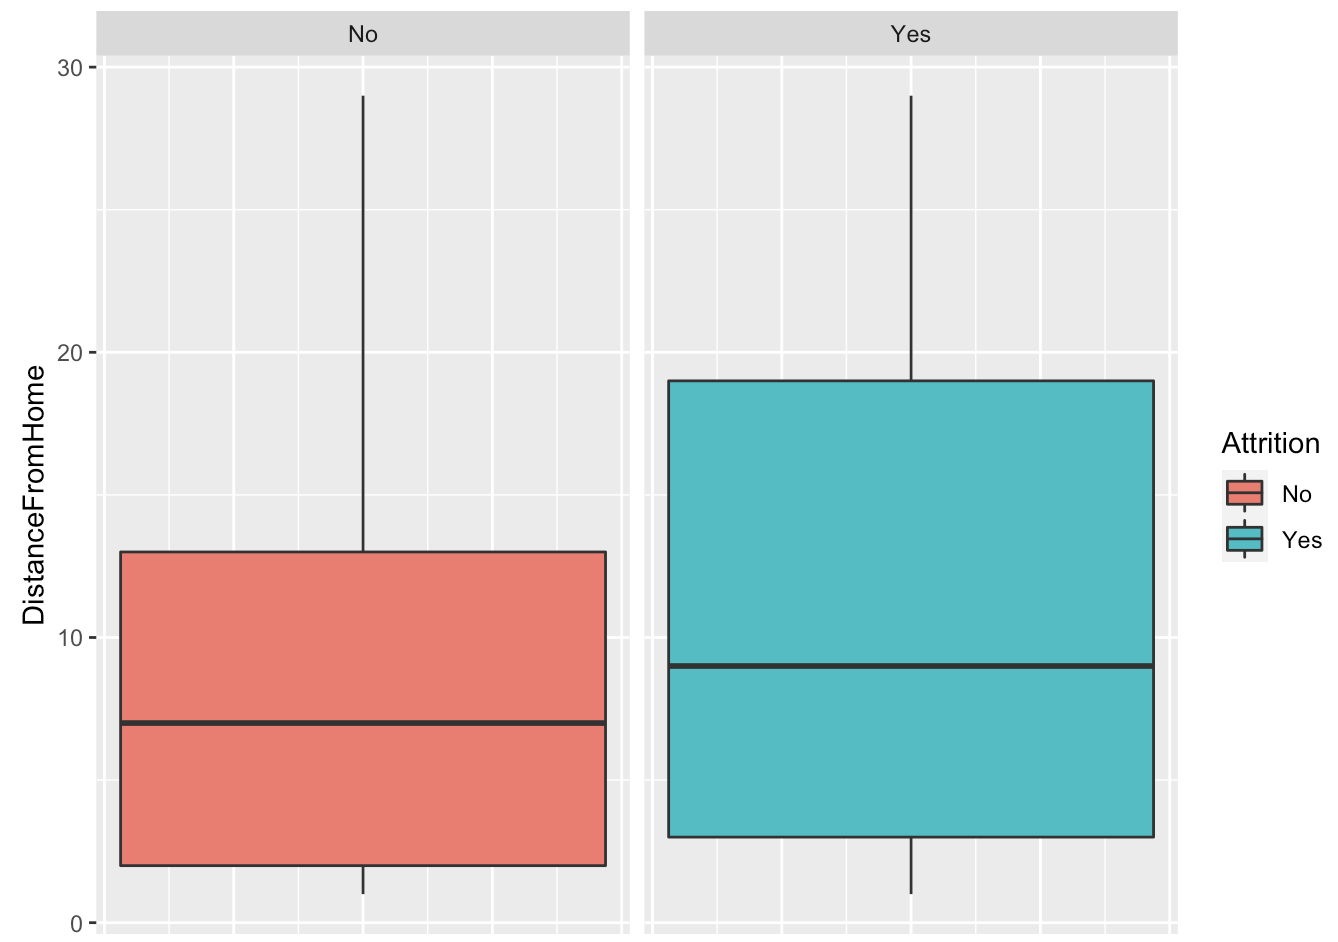 No
Yes
30
20
10
0
DistanceFromHome
Attrition
No
Yes